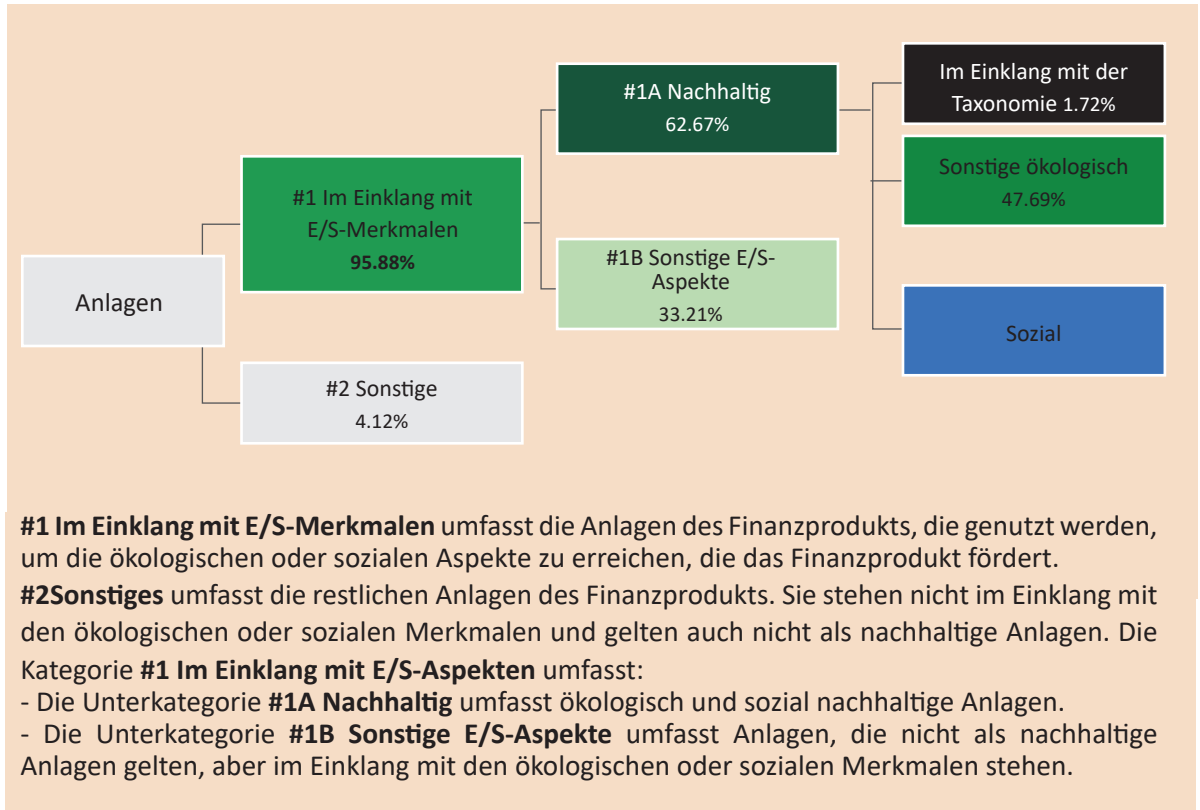 Anlagen
#1 Im Einklang mit
E/S-Merkmalen
95.88%
#2 Sonstige
4.12%
#1A Nachhaltig
62.67%
#1B Sonstige E/S-
Aspekte
33.21%
Im Einklang mit der
Taxonomie 1.72%
Sonstige ökologisch
47.69%
Sozial
#1 Im Einklang mit E/S-Merkmalen umfasst die Anlagen des Finanzprodukts, die genutzt werden,
um die ökologischen oder sozialen Aspekte zu erreichen, die das Finanzprodukt fördert.
#2Sonstiges umfasst die restlichen Anlagen des Finanzprodukts. Sie stehen nicht im Einklang mit
den ökologischen oder sozialen Merkmalen und gelten auch nicht als nachhaltige Anlagen. Die
Kategorie #1 Im Einklang mit E/S-Aspekten umfasst:
- Die Unterkategorie #1A Nachhaltig umfasst ökologisch und sozial nachhaltige Anlagen.
- Die Unterkategorie #1B Sonstige E/S-Aspekte umfasst Anlagen, die nicht als nachhaltige
Anlagen gelten, aber im Einklang mit den ökologischen oder sozialen Merkmalen stehen.